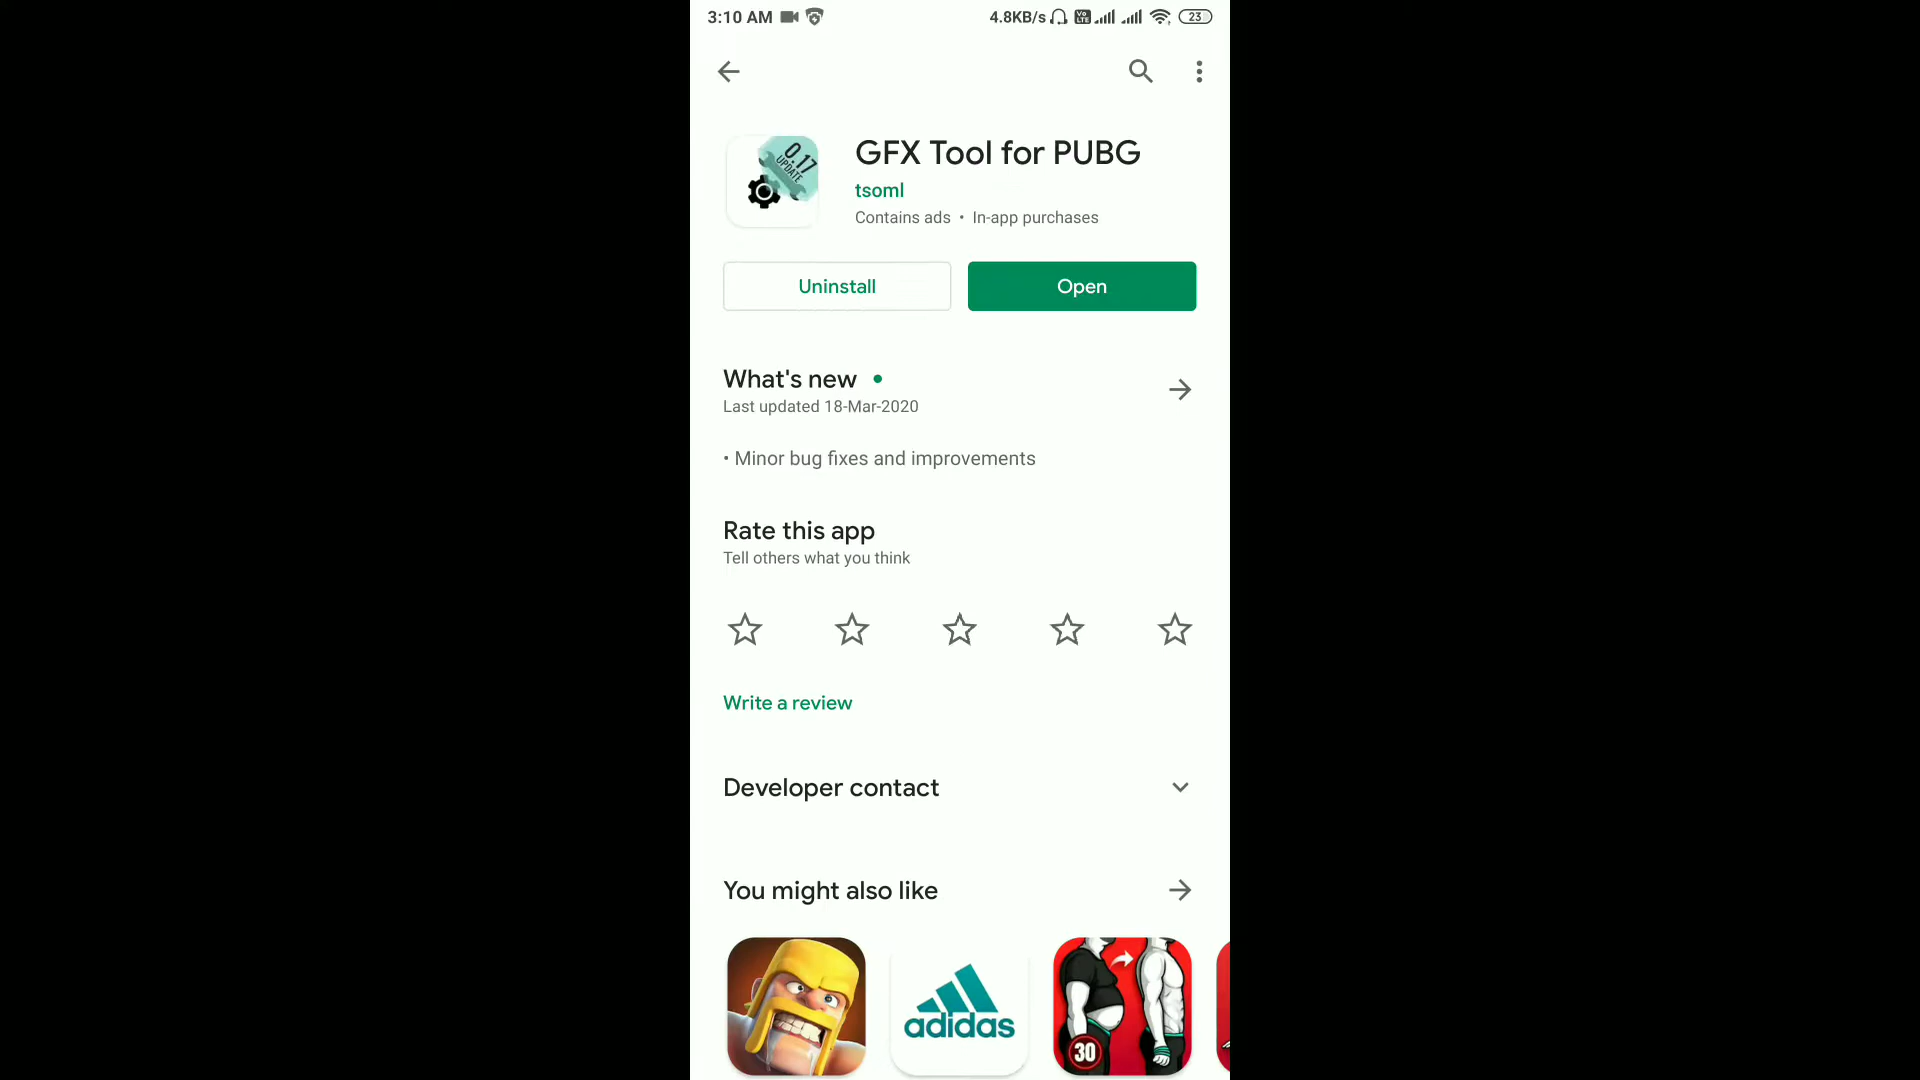 3:10 AM 4.8KB/s Vo LTE 23
0.17
UPDATE
GFX Tool for PUBG
tsoml
Contains ads • In-app purchases
Uninstall Open
What's new •
Last updated 18-Mar-2020
• Minor bug fixes and improvements
Rate this app
Tell others what you think
Write a review
Developer contact
You might also like
adidas
30